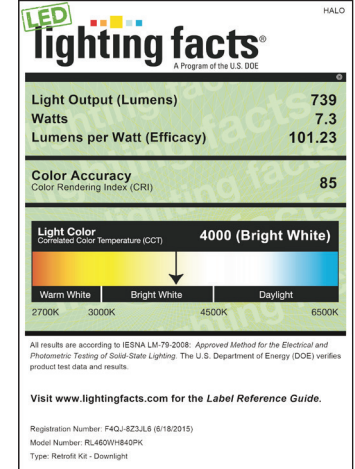 HALO
LED
lighting facts®
A Program of the U.S. DOE
Light Output (Lumens) 739
Watts 7.3
Lumens per Watt (Efficacy) 101.23
Color Accuracy
Color Rendering Index (CRI) 85
Light Color
Correlated Color Temperature (CCT) 4000 (Bright White)
Warm White Bright White Daylight
2700K 3000K 4500K 6500K
All results are according to IESNA LM-79-2008: Approved Method for the Electrical and
Photometric Testing of Solid-State Lighting. The U.S. Department of Energy (DOE) verifies
product test data and results.
Visit www.lightingfacts.com for the Label Reference Guide.
Registration Number: F4QJ-8Z3JL6 (6/18/2015)
Model Number: RL460WH840PK
Type: Retrofit Kit - Downlight